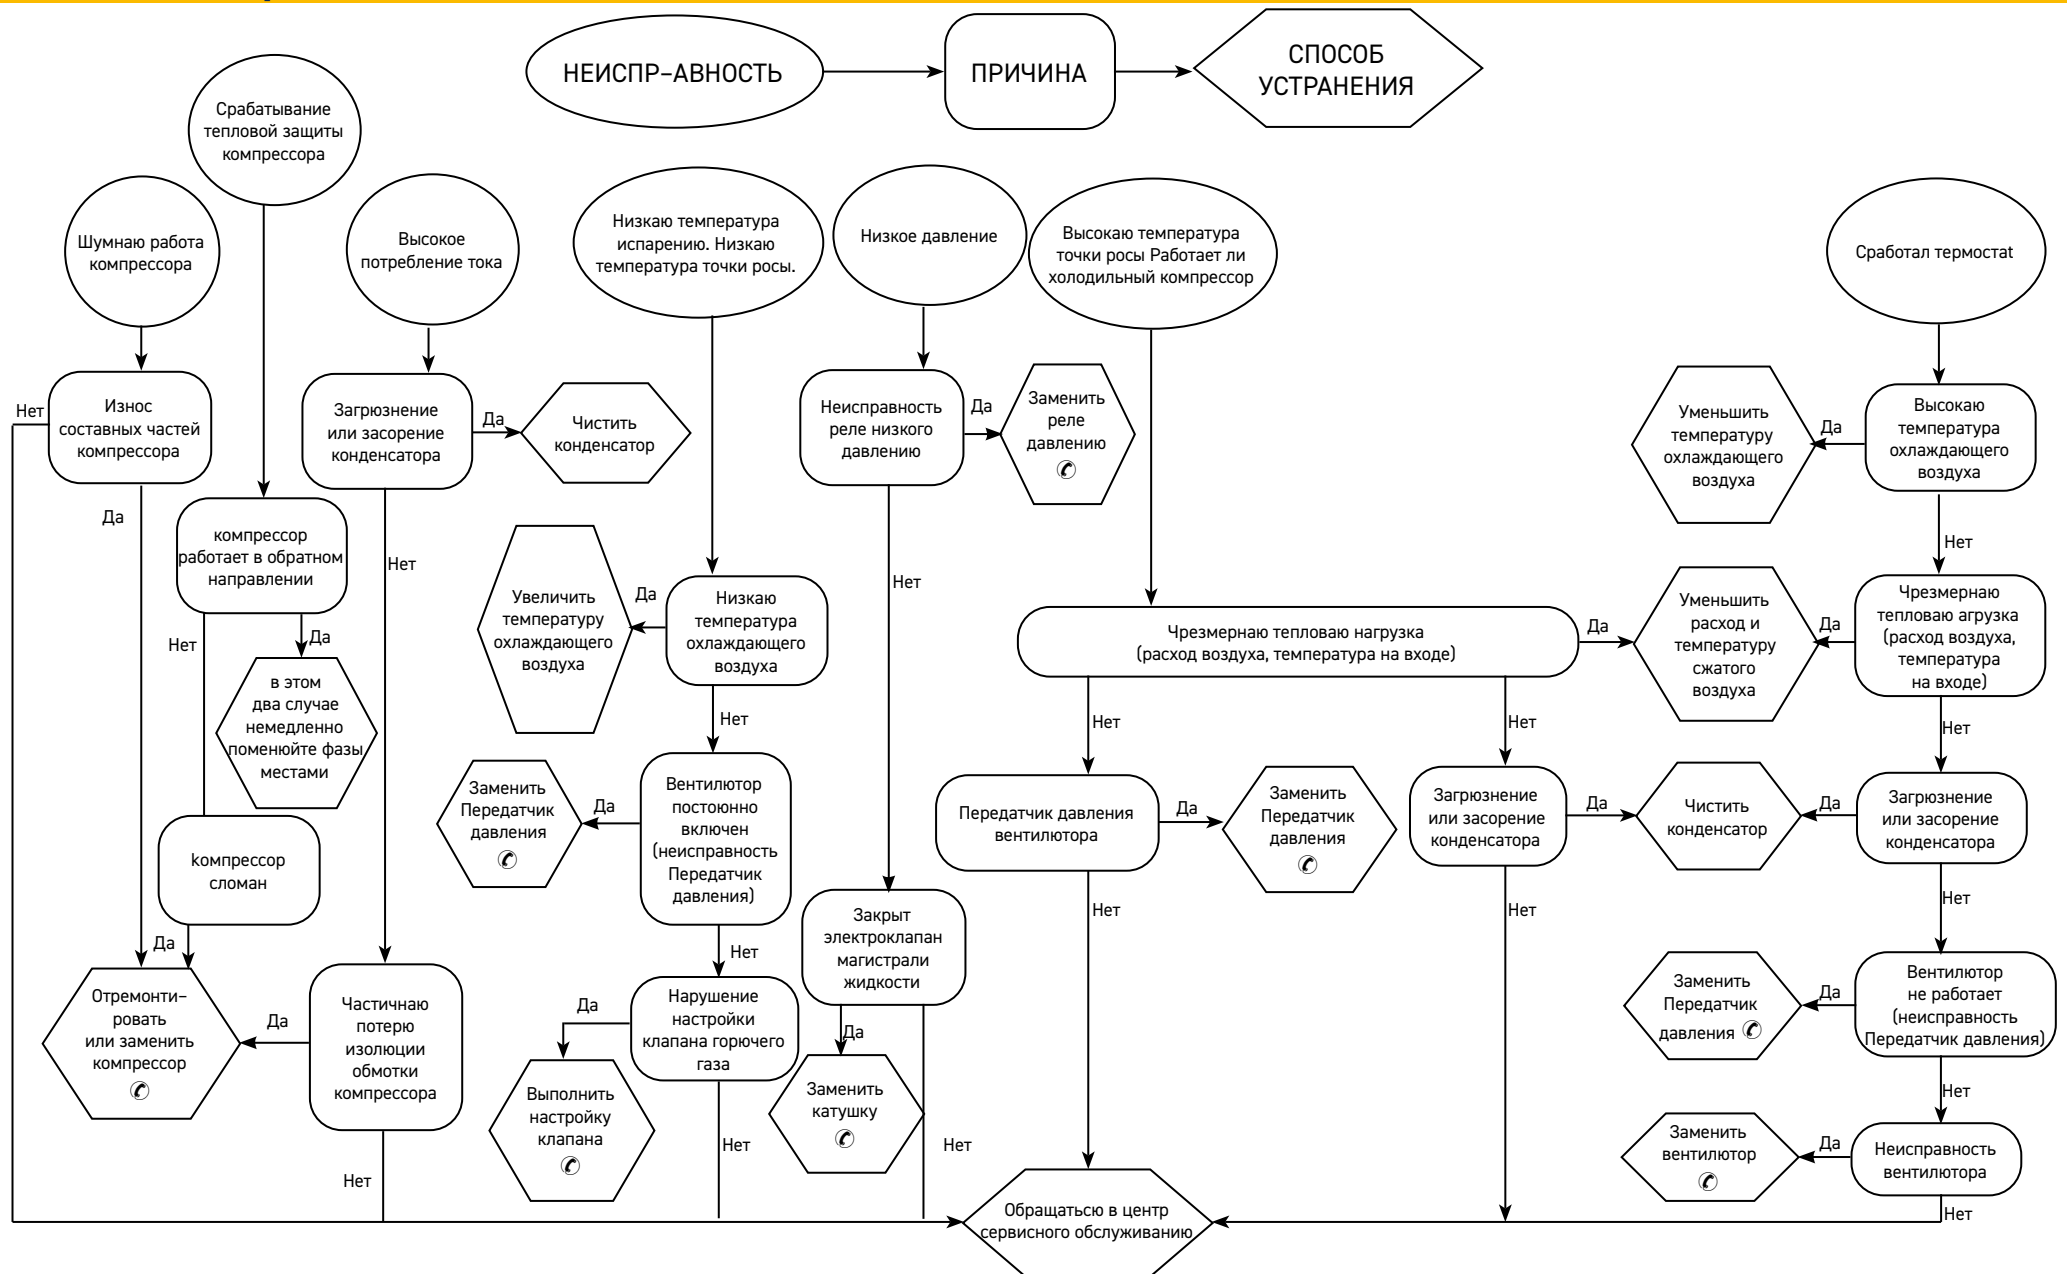 НЕИСПР-АВНОСТЬ
ПРИЧИНА
СПОСОБ
УСТРАНЕНИЯ
Срабатывание
тепловой защиты
компрессора
Шумнаю работа
компрессора
Высокое
потребление тока
Низкаю температура
испарению. Низкаю
температура точки росы.
Низкое давление
Высокаю температура
точки росы Работает ли
холодильный компрессор
Сработал термостаt
Нет
Износ
составных частей
компрессора
Да
Загрюзнение
или засорение
конденсатора
Да
Чистить
конденсатор
Неисправность
реле низкого
давлению
Да
Заменить
реле
давлению
Уменьшить
температуру
охлаждающего
воздуха
Да
Высокаю
температура
охлаждающего
воздуха
Нет
компрессор
работает в обратном
направлении
Нет
Да
в этом
два случае
немедленно
поменюйте фазы
местами
Нет
Увеличить
температуру
охлаждающего
воздуха
Да
Низкаю
температура
охлаждающего
воздуха
Нет
Нет
Чрезмернаю тепловаю нагрузка
(расход воздуха, температура на входе)
Да
Уменьшить
расход и
температуру
сжатого
воздуха
Да
Чрезмернаю
тепловаю агрузка
(расход воздуха,
температура
на входе)
Нет
Нет
Нет
kомпрессор
сломан
Да
Заменить
Передатчик
давления
Да
Вентилютор
постоюнно
включен
(неисправность
Передатчик
давления)
Нет
Передатчик давления
вентилютора
Да
Заменить
Передатчик
давления
Нет
Загрюзнение
или засорение
конденсатора
Да
Чистить
конденсатор
Да
Загрюзнение
или засорение
конденсатора
Нет
Нет
Отремонти-
ровать
или заменить
компрессор
Да
Частичнаю
потерю
изолюции
обмотки
компрессора
Нет
Да
Нарушение
настройки
клапана горючего
газа
Выполнить
настройку
клапана
Нет
Закрыт
электроклапан
магистрали
жидкости
Да
Заменить
катушку
Нет
Заменить
Передатчик
давления
Да
Вентилютор
не работает
(неисправность
Передатчик давления)
Нет
Заменить
вентилютор
Да
Неисправность
вентилютора
Нет
Обращатьсю в центр
сервисного обслуживанию